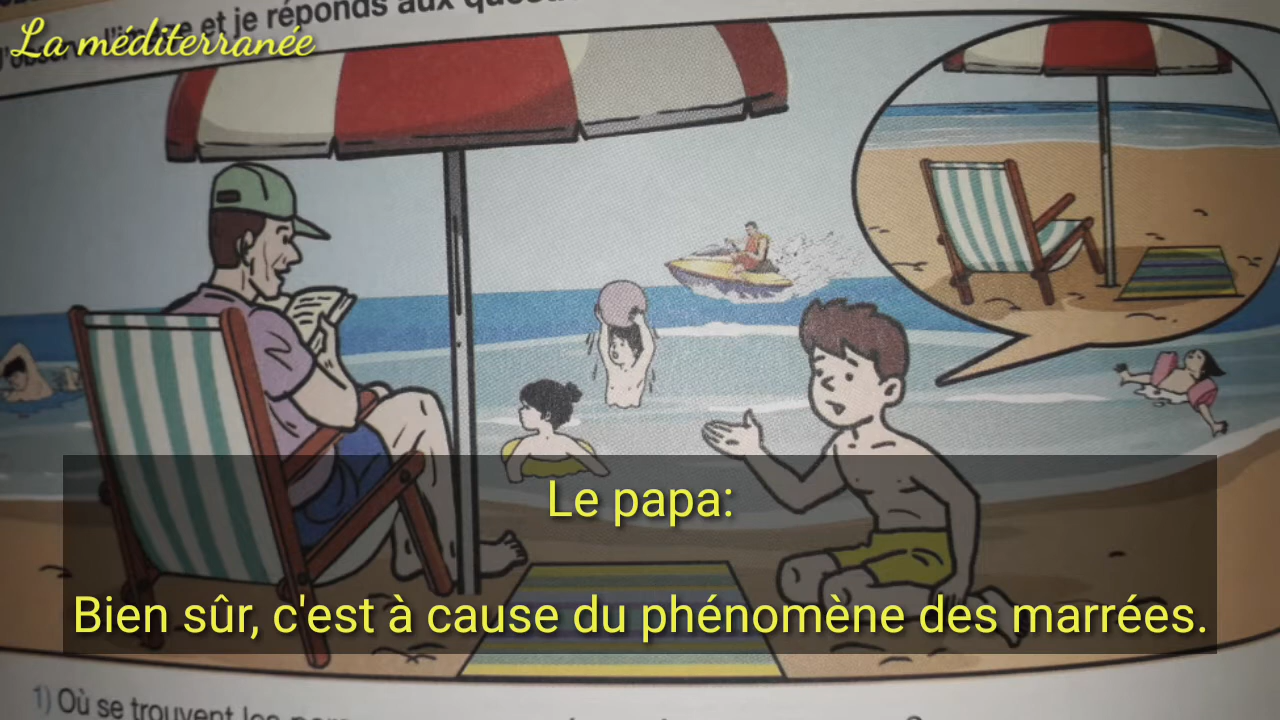 et je réponds aux
La méditerranée
Le papa:
Bien sûr, c'est à cause du phénomène des marrées.
1) Où se trouvent les